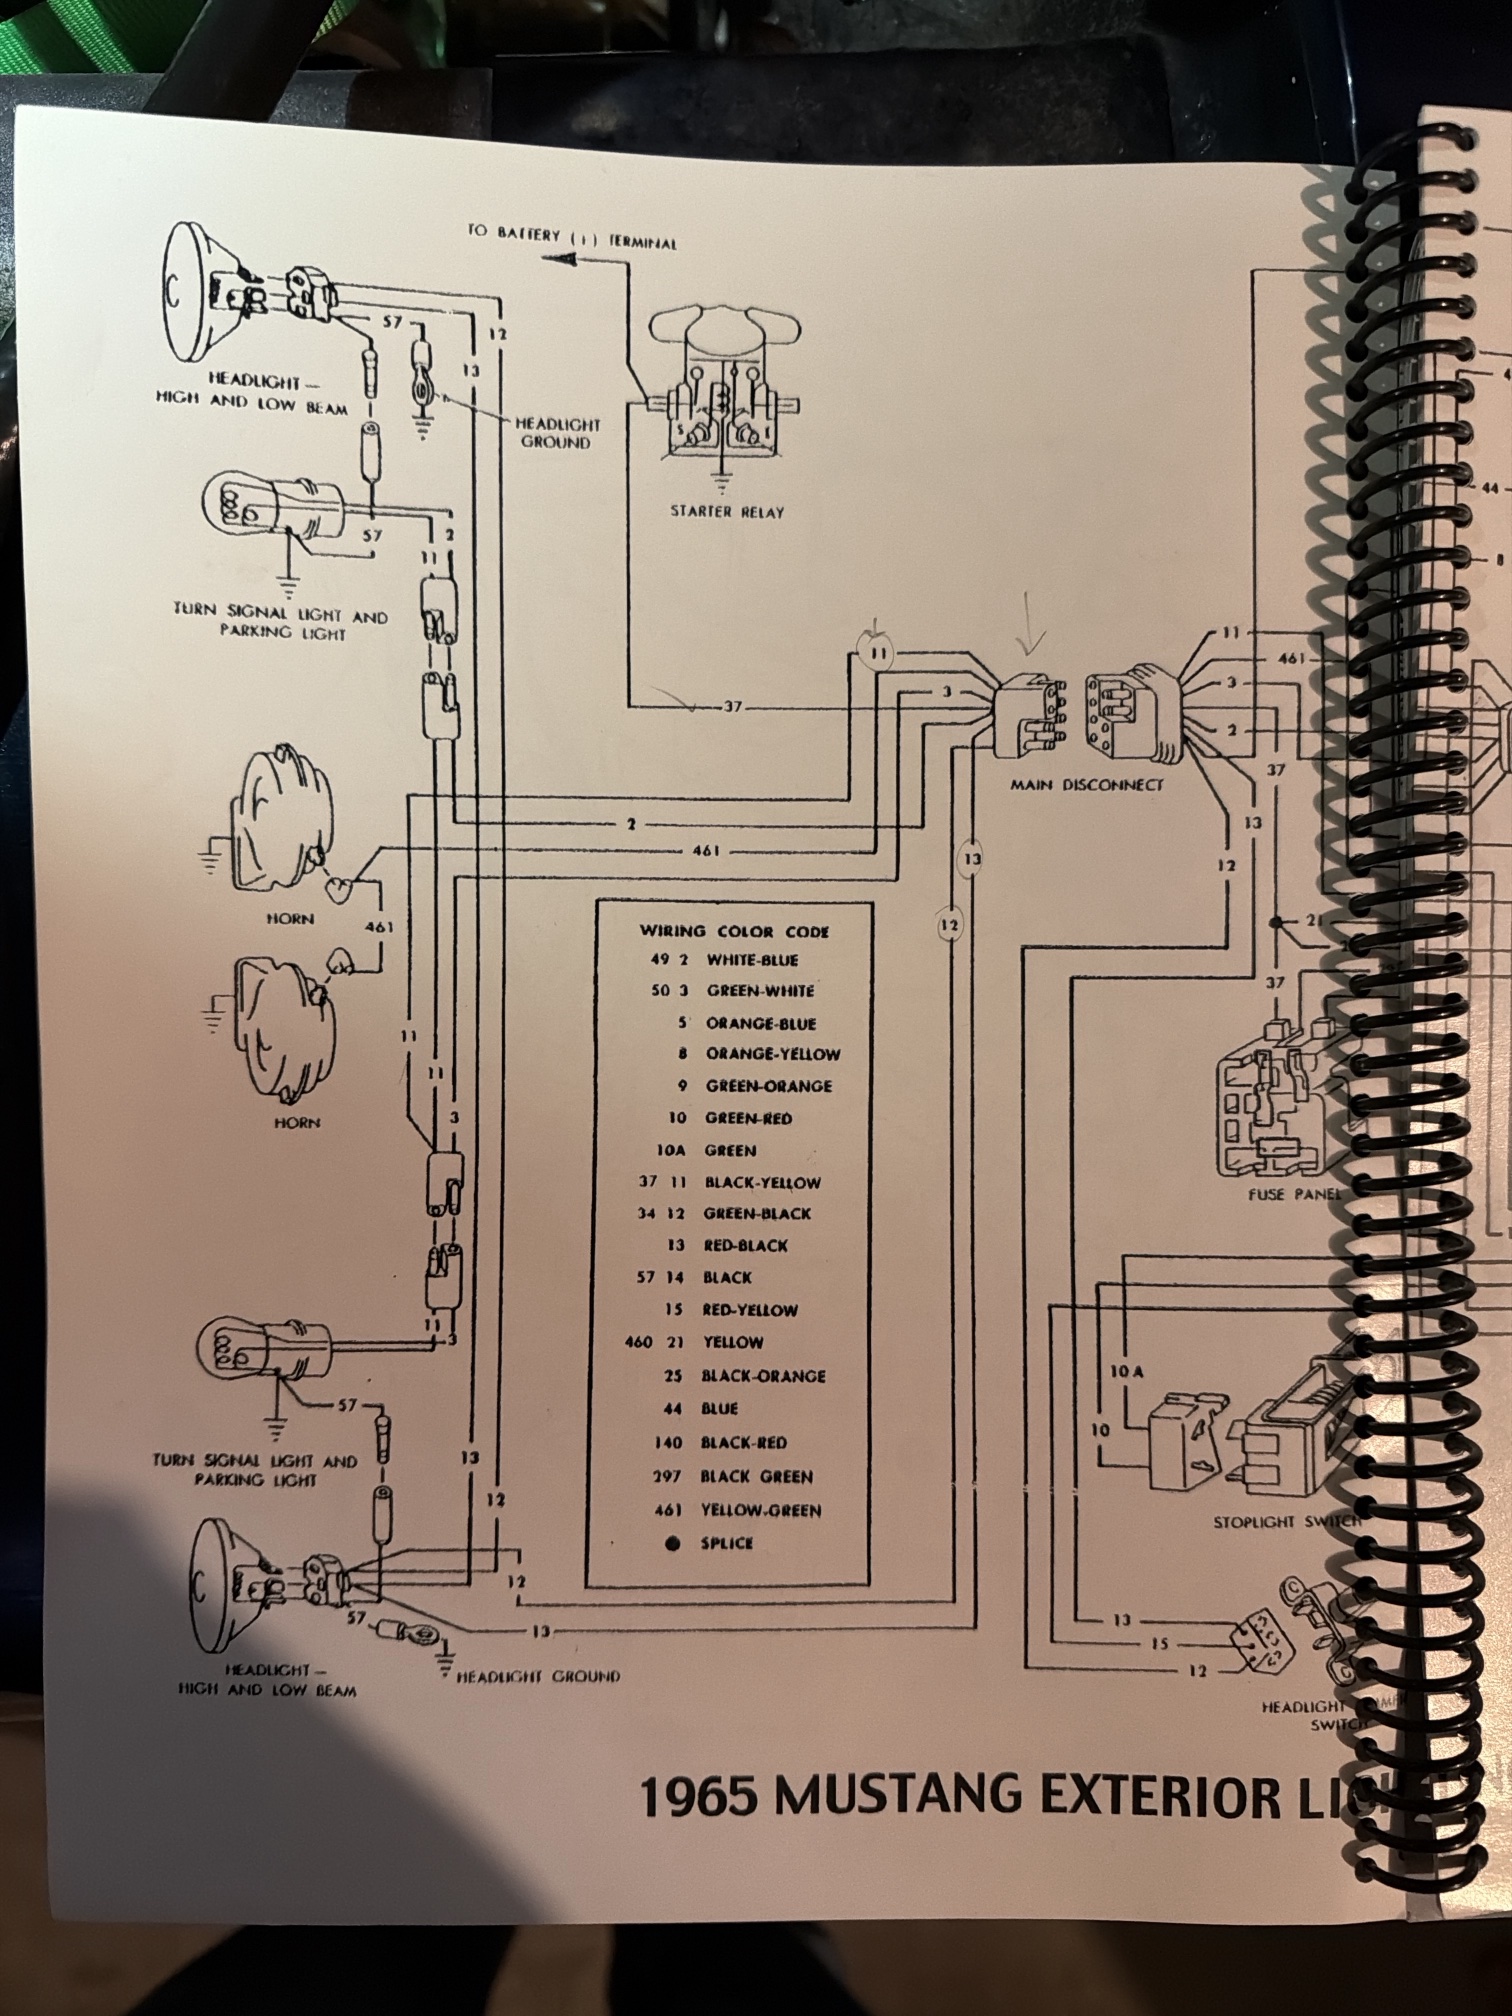 TO BATTERY (+) TERMINAL
12
57
13
HEADLIGHT —
HIGH AND LOW BEAM
HEADLIGHT
GROUND
S
I
STARTER RELAY
57
2
11
TURN SIGNAL LIGHT AND
PARKING LIGHT
11
3
37
11
461
3
2
37
MAIN DISCONNECT
44
8
2
461
13
13
12
12
HORN
461
21
37
HORN
11
11
3
WIRING COLOR CODE
49 2 WHITE-BLUE
50 3 GREEN-WHITE
5 ORANGE-BLUE
8 ORANGE-YELLOW
9 GREEN-ORANGE
10 GREEN-RED
10A GREEN
37 11 BLACK-YELLOW
34 12 GREEN-BLACK
13 RED-BLACK
57 14 BLACK
15 RED-YELLOW
460 21 YELLOW
25 BLACK-ORANGE
44 BLUE
140 BLACK-RED
297 BLACK GREEN
461 YELLOW-GREEN
● SPLICE
FUSE PANEL
11
3
10A
10
57
TURN SIGNAL LIGHT AND
PARKING LIGHT
13
12
STOPLIGHT SWITCH
12
57
13
HEADLIGHT —
HIGH AND LOW BEAM
HEADLIGHT GROUND
13
15
12
HEADLIGHT
SWITCH
1965 MUSTANG EXTERIOR